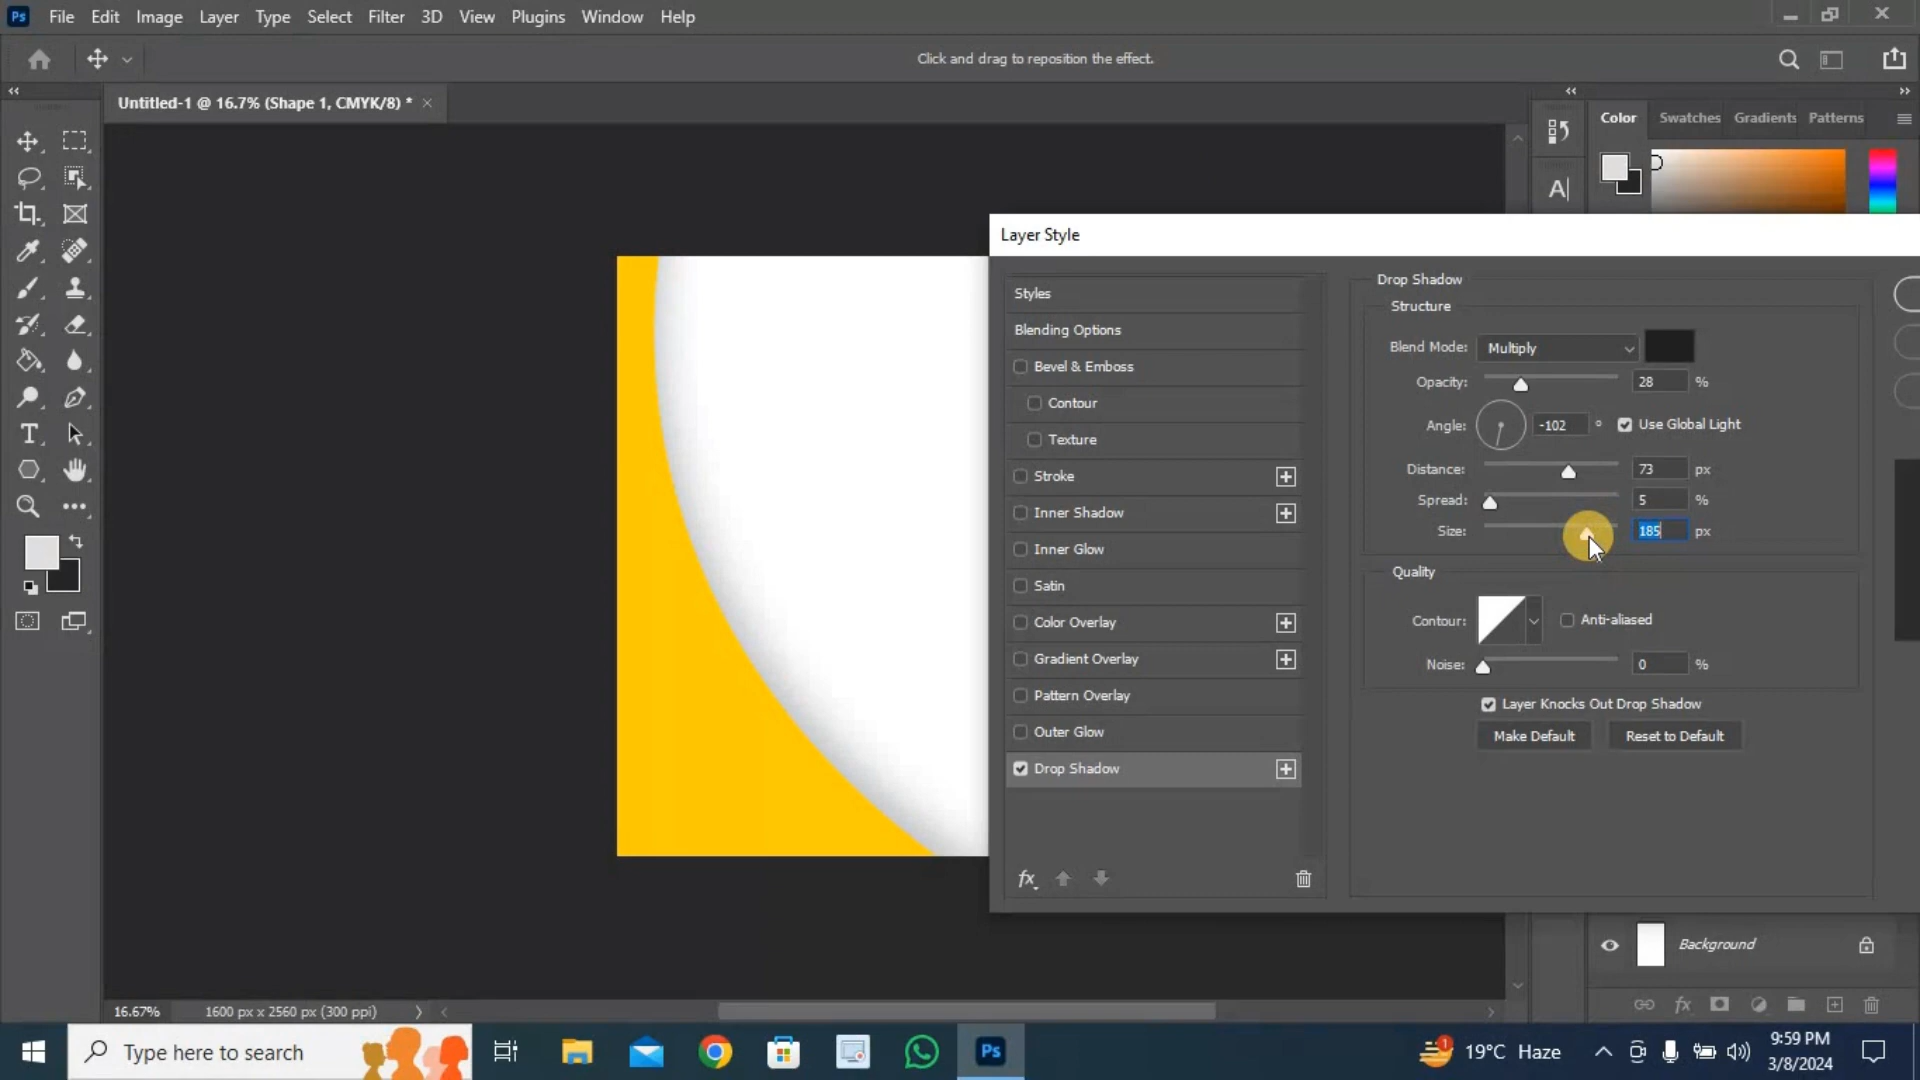 Ps File Edit Image Layer Type Select Filter 3D View Plugins Window Help
Click and drag to reposition the effect.
Untitled-1 @ 16.7% (Shape 1, CMYK/8) *
Color Swatches Gradients Patterns
Layer Style
Styles
Blending Options
Bevel & Emboss
Contour
Texture
Stroke
Inner Shadow
Inner Glow
Satin
Color Overlay
Gradient Overlay
Pattern Overlay
Outer Glow
Drop Shadow
fx
Drop Shadow
Structure
Blend Mode: Multiply
Opacity: 28 %
Angle: -102 ° Use Global Light
Distance: 73 px
Spread: 5 %
Size: 185 px
Quality
Contour: Anti-aliased
Noise: 0 %
Layer Knocks Out Drop Shadow
Make Default Reset to Default
Background
fx
16.67% 1600 px x 2560 px (300 ppi)
Type here to search
Ps
1
19°C Haze
9:59 PM
3/8/2024